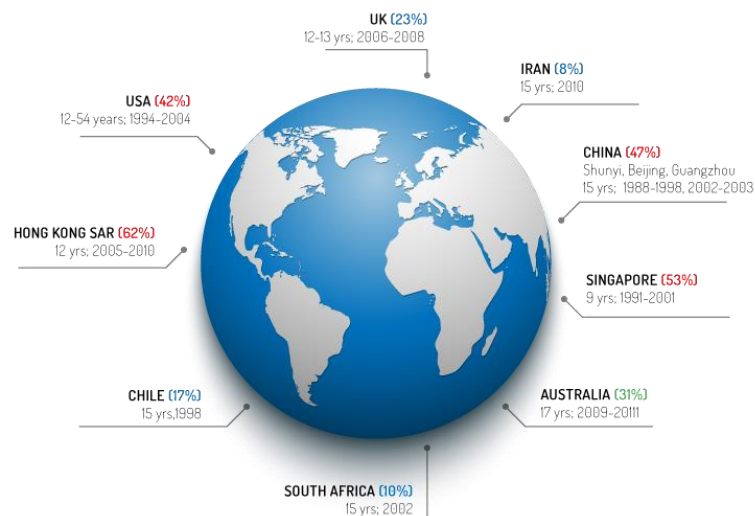 UK (23%)
12-13 yrs; 2006-2008
IRAN (8%)
15 yrs; 2010
USA (42%)
12-54 years; 1994-2004
CHINA (47%)
Shunyi, Beijing, Guangzhou
15 yrs; 1988-1998, 2002-2003
HONG KONG SAR (62%)
12 yrs; 2005-2010
SINGAPORE (53%)
9 yrs; 1991-2001
CHILE (17%)
15 yrs,1998
AUSTRALIA (31%)
17 yrs; 2009-20111
SOUTH AFRICA (10%)
15 yrs; 2002